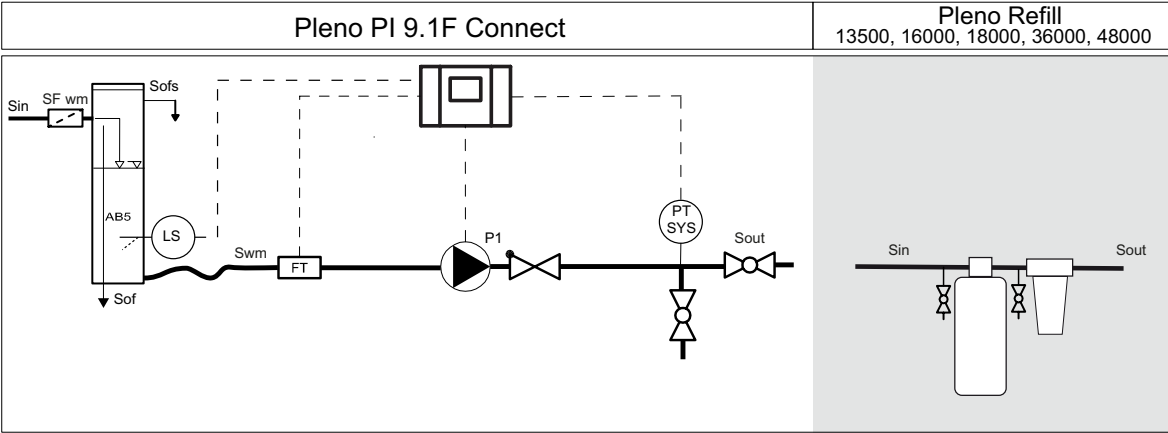 Pleno PI 9.1F Connect
Pleno Refill
13500, 16000, 18000, 36000, 48000
Sin
SF wm
Sofs
AB5
LS
Swm
FT
Sof
P1
PT
SYS
Sout
Sin
Sout